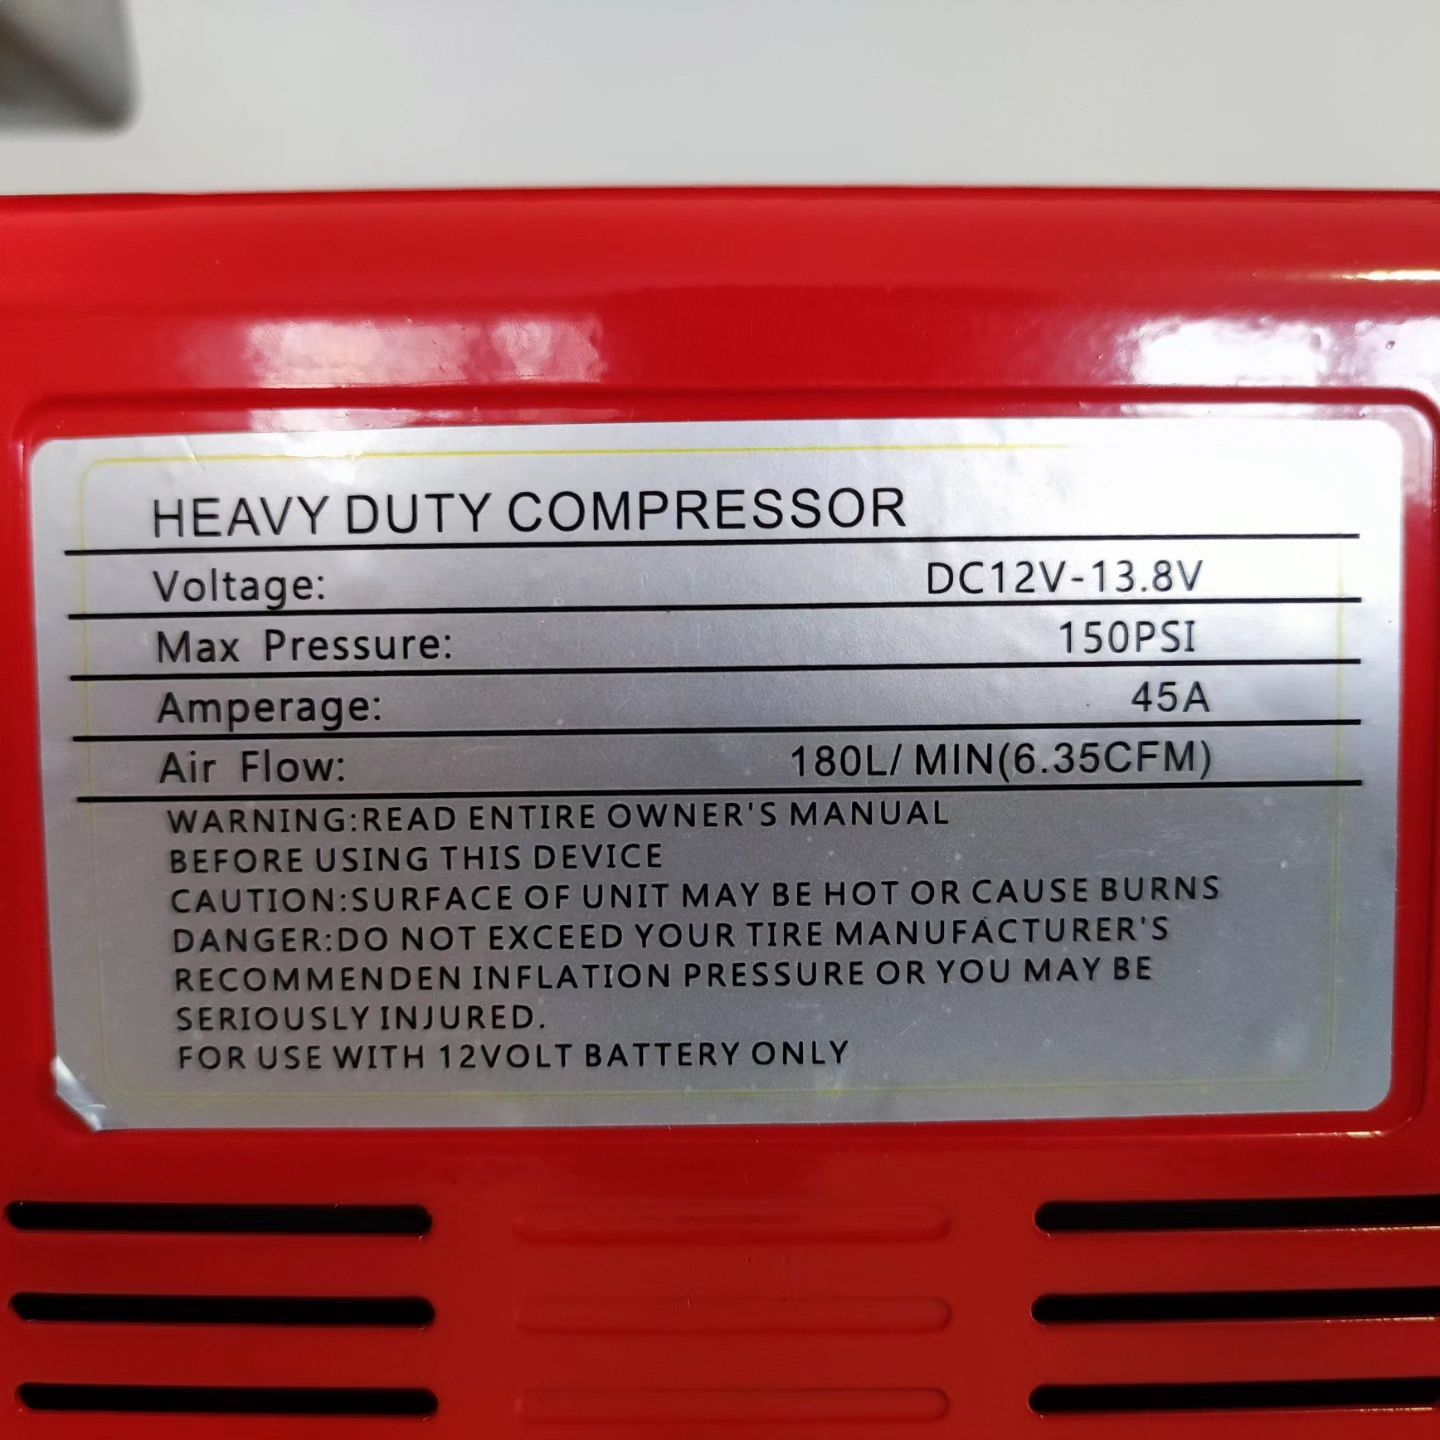 HEAVY DUTY COMPRESSOR
Voltage: DC12V-13.8V
Max Pressure: 150PSI
Amperage: 45A
Air Flow: 180L/ MIN(6.35CFM)
WARNING:READ ENTIRE OWNER'S MANUAL
BEFORE USING THIS DEVICE
CAUTION:SURFACE OF UNIT MAY BE HOT OR CAUSE BURNS
DANGER:DO NOT EXCEED YOUR TIRE MANUFACTURER'S
RECOMMENDEN INFLATION PRESSURE OR YOU MAY BE
SERIOUSLY INJURED.
FOR USE WITH 12VOLT BATTERY ONLY